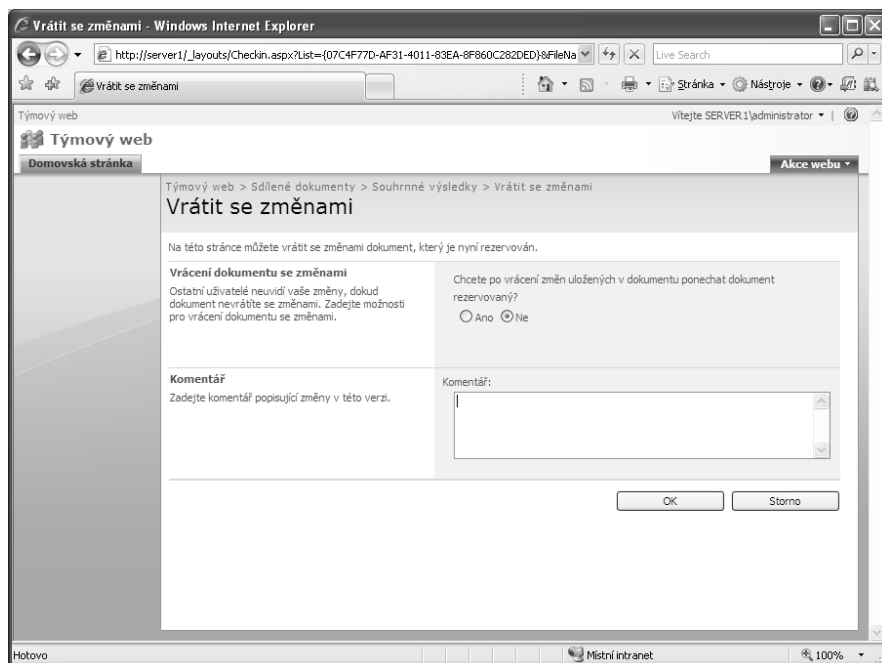 Vrátit se změnami - Windows Internet Explorer
http://server1/_layouts/Checkin.aspx?List={07C4F77D-AF31-4011-83EA-8F860C282DED}&FileNa
Live Search
Vrátit se změnami
Stránka
Nástroje
Týmový web
Vítejte SERVER1\administrator
Týmový web
Domovská stránka
Akce webu
Týmový web > Sdílené dokumenty > Souhrnné výsledky > Vrátit se změnami
Vrátit se změnami
Na této stránce můžete vrátit se změnami dokument, který je nyní rezervován.
Vrácení dokumentu se změnami
Ostatní uživatelé neuvidí vaše změny, dokud
dokument nevrátíte se změnami. Zadejte možnosti
pro vrácení dokumentu se změnami.
Chcete po vrácení změn uložených v dokumentu ponechat dokument
rezervovaný?
Ano Ne
Komentář
Zadejte komentář popisující změny v této verzi.
Komentář:
OK Storno
Hotovo
Místní intranet
100%